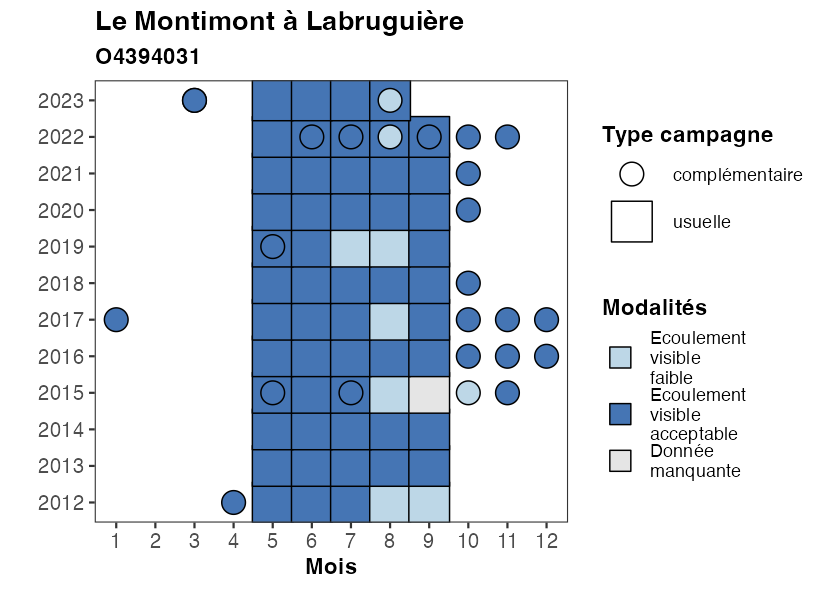 Le Montimont à Labruguière
O4394031
2023
2022
2021
2020
2019
2018
2017
2016
2015
2014
2013
2012
1 2 3 4 5 6 7 8 9 10 11 12
Mois
Type campagne
complémentaire
usuelle
Modalités
Ecoulement
visible
faible
Ecoulement
visible
acceptable
Donnée
manquante